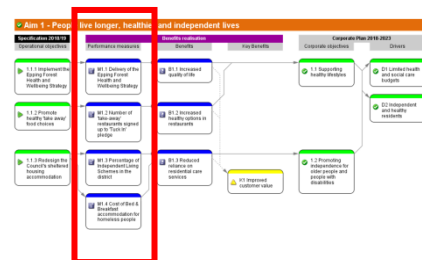 Aim 1 - People live longer, healthier and independent lives
Specification 2018/19
Benefits realisation
Corporate Plan 2018-2023
Operational objectives
Performance measures
Benefits
Key Benefits
Corporate objectives
Drivers
1.1.1 Implement the
Epping Forest
Health and
Wellbeing Strategy
M1.1 Delivery of the
Epping Forest
Health and
Wellbeing Strategy
B1.1 Increased
quality of life
1.1 Supporting
healthy lifestyles
D1 Limited health
and social care
budgets
1.1.2 Promote
healthy 'take away'
food choices
M1.2 Number of
'take-away'
restaurants signed
up to 'Tuck In'
pledge
B1.2 Increased
healthy options in
restaurants
D2 Independent
and healthy
residents
1.1.3 Redesign the
Council's sheltered
housing
accommodation
M1.3 Percentage of
Independent Living
Schemes in the
district
B1.3 Reduced
reliance on
residential care
services
K1 Improved
customer value
1.2 Promoting
independence for
older people and
people with
disabilities
M1.4 Cost of Bed &
Breakfast
accommodation for
homeless people